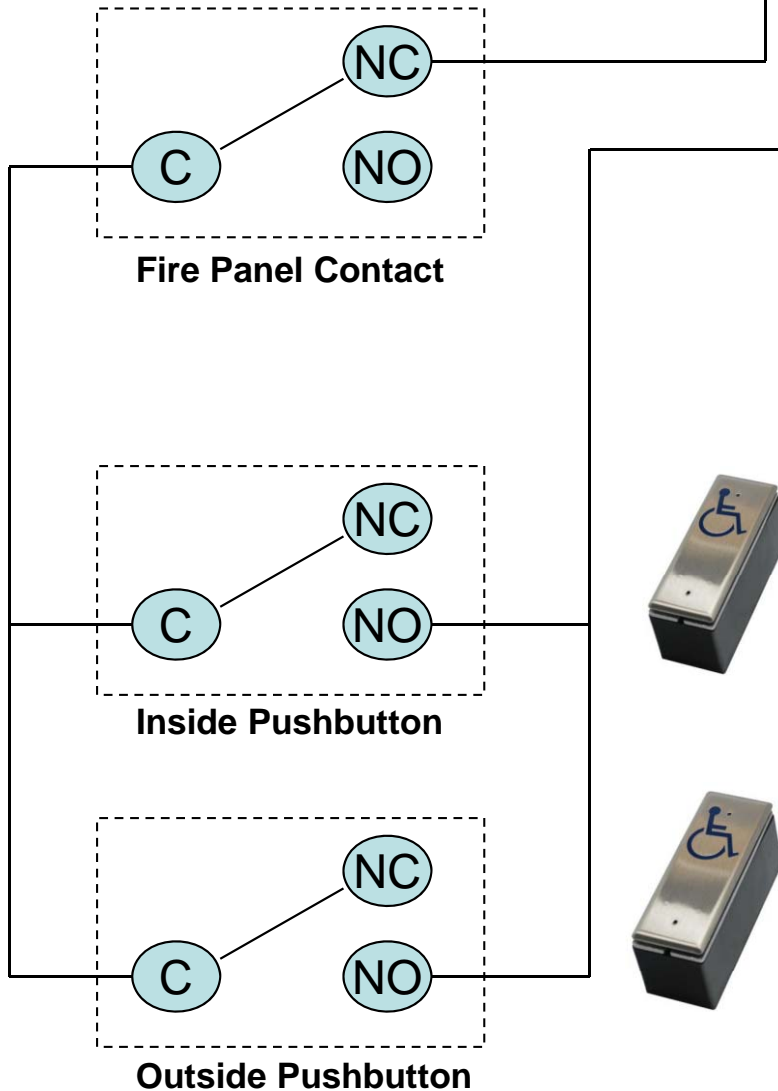 NC
C NO
Fire Panel Contact
NC
C NO
Inside Pushbutton
NC
C NO
Outside Pushbutton